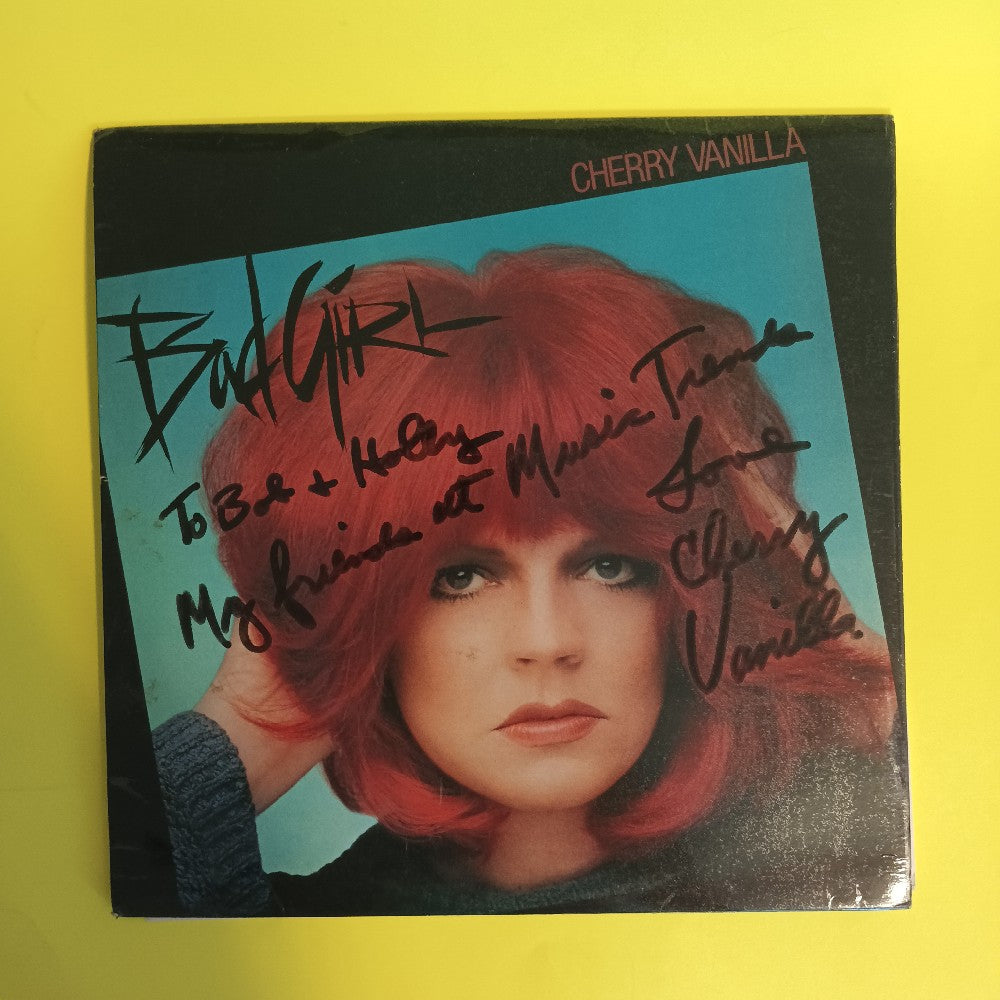 CHERRY VANILLA
Bad GiRL
To Bob + Holly
My friends at Music Trends
Love
Cherry
Vanilla.